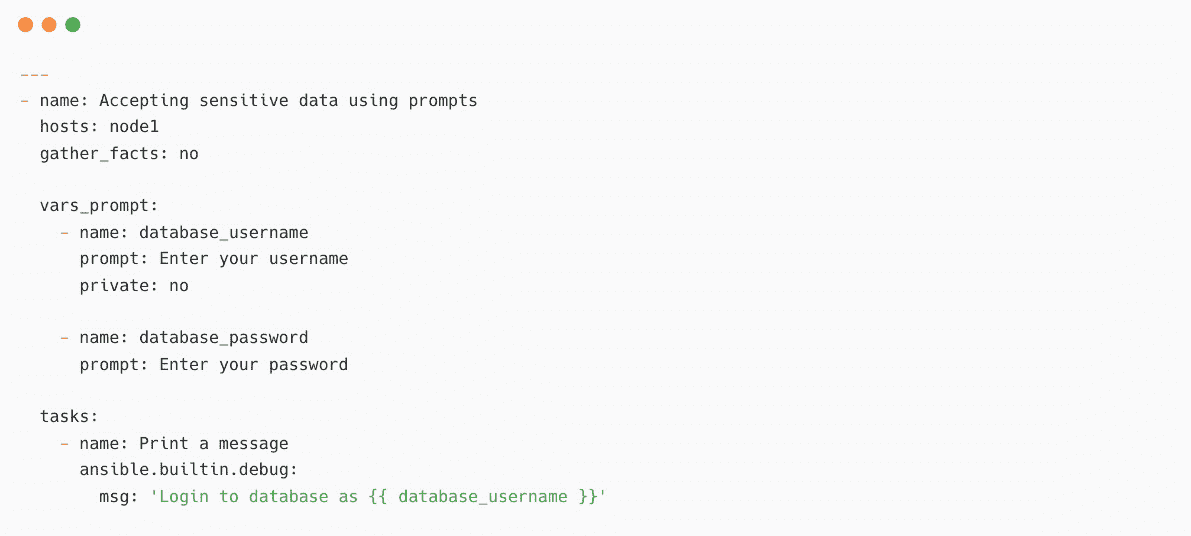 ---
- name: Accepting sensitive data using prompts
  hosts: node1
  gather_facts: no

  vars_prompt:
    - name: database_username
      prompt: Enter your username
      private: no

    - name: database_password
      prompt: Enter your password

  tasks:
    - name: Print a message
      ansible.builtin.debug:
        msg: 'Login to database as {{ database_username }}'